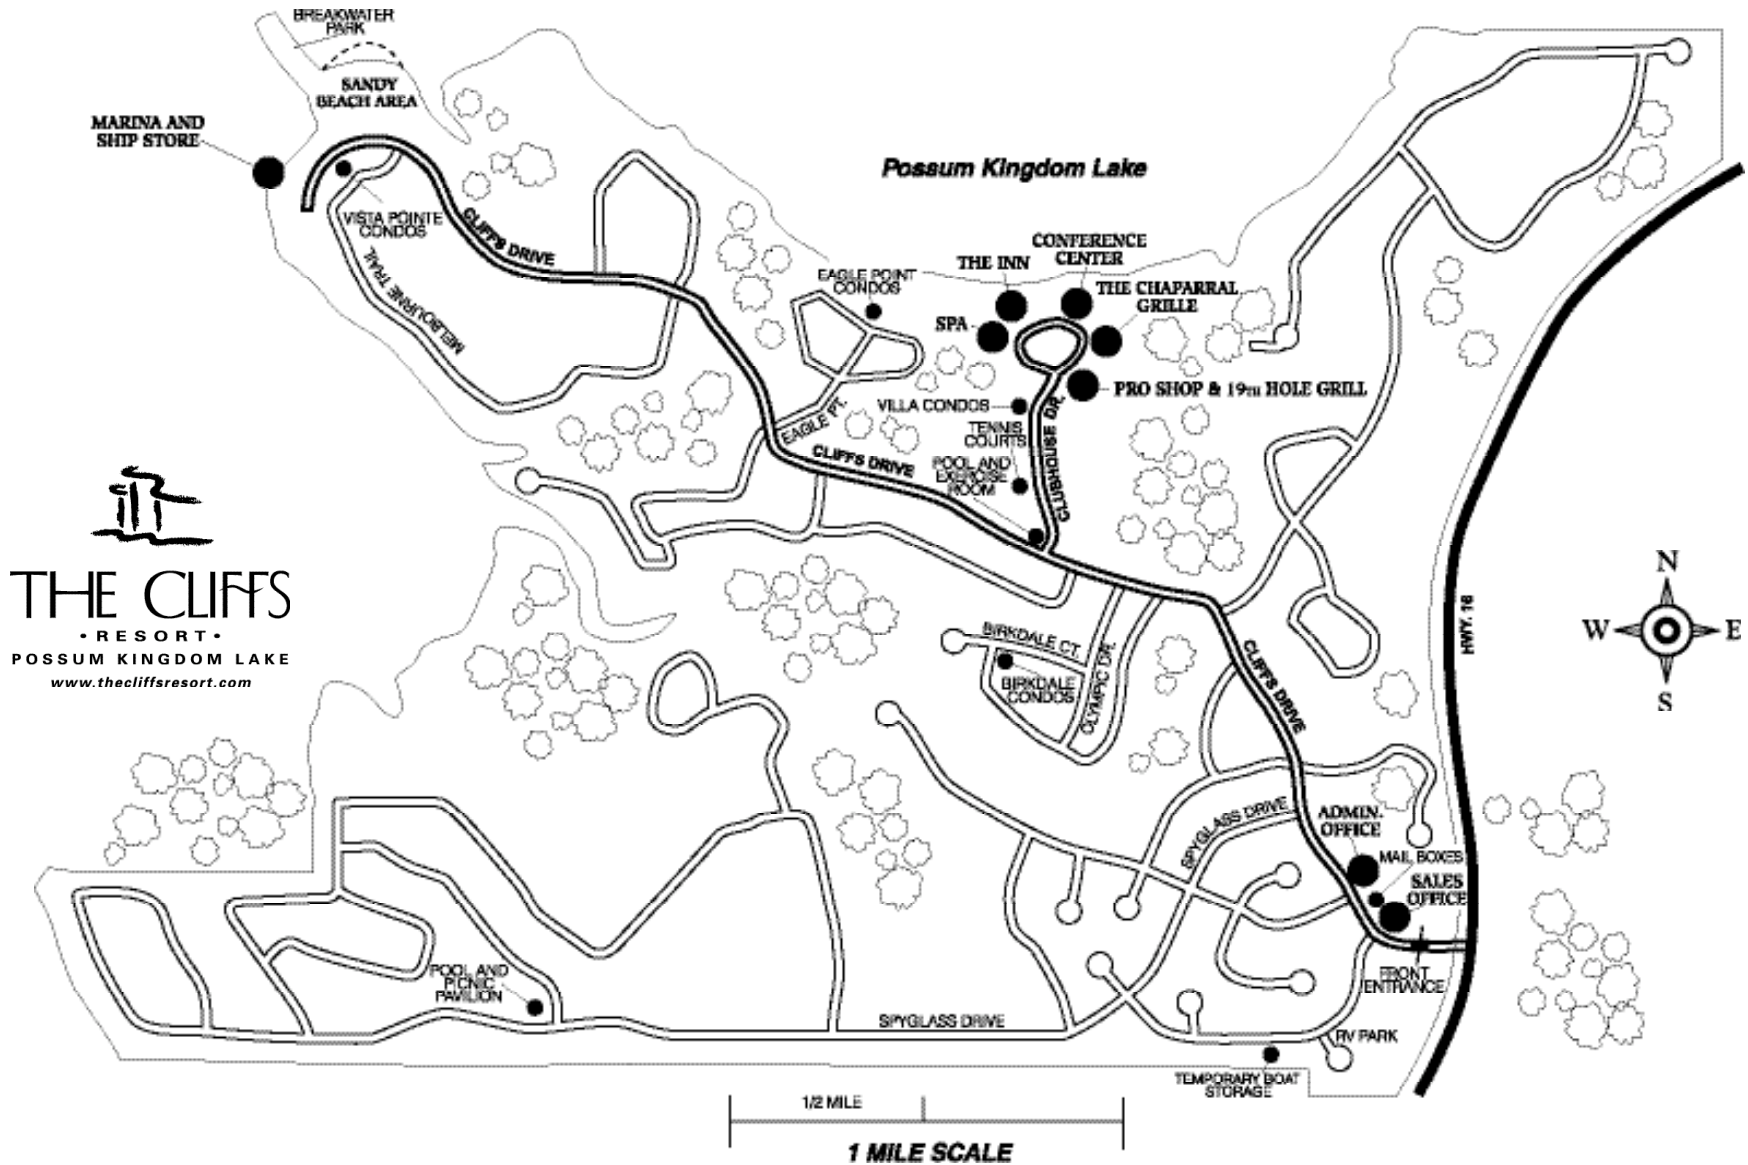 BREAKWATER
PARK
SANDY
BEACH AREA
MARINA AND
SHIP STORE
VISTA POINTE
CONDOS
MELBOURNE TRAIL
CLIFFS DRIVE
Possum Kingdom Lake
EAGLE POINT
CONDOS
THE INN
CONFERENCE
CENTER
THE CHAPARRAL
GRILLE
SPA
PRO SHOP & 19TH HOLE GRILL
VILLA CONDOS
TENNIS
COURTS
POOL AND
EXERCISE
ROOM
CLUBHOUSE DR.
EAGLE PT.
CLIFFS DRIVE
THE CLIFFS
• RESORT •
POSSUM KINGDOM LAKE
www.thecliffsresort.com
BIRKDALE CT.
BIRKDALE
CONDOS
OLYMPIC DR.
CLIFFS DRIVE
HWY. 16
N
W
E
S
SPYGLASS DRIVE
ADMIN.
OFFICE
MAIL BOXES
SALES
OFFICE
FRONT
ENTRANCE
POOL AND
PICNIC
PAVILION
SPYGLASS DRIVE
RV PARK
TEMPORARY BOAT
STORAGE
1/2 MILE
1 MILE SCALE